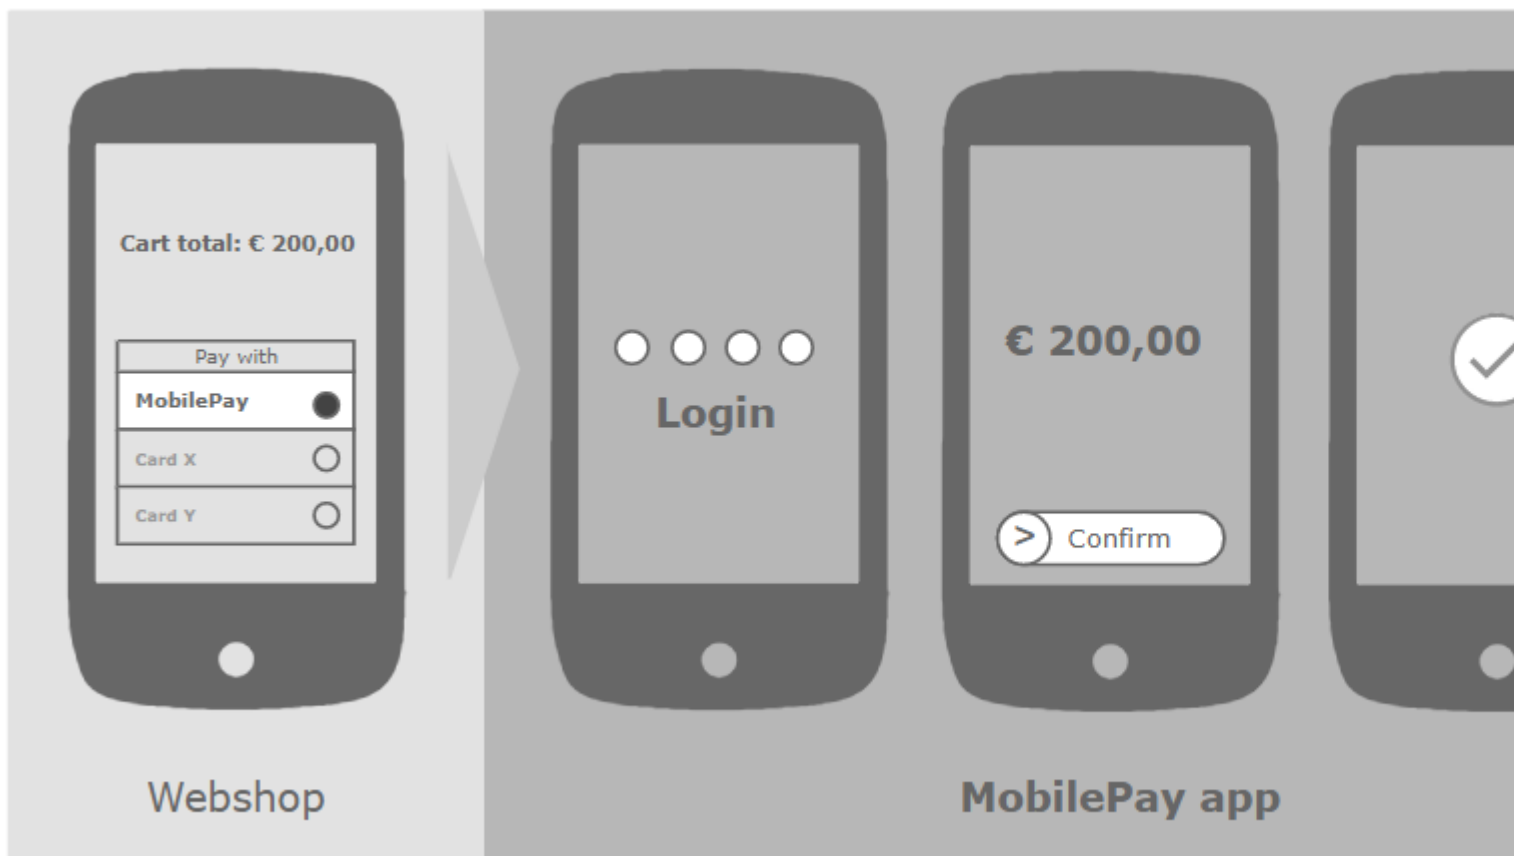 Cart total: € 200,00
Pay with
MobilePay
Card X
Card Y
Webshop
Login
€ 200,00
> Confirm
MobilePay app